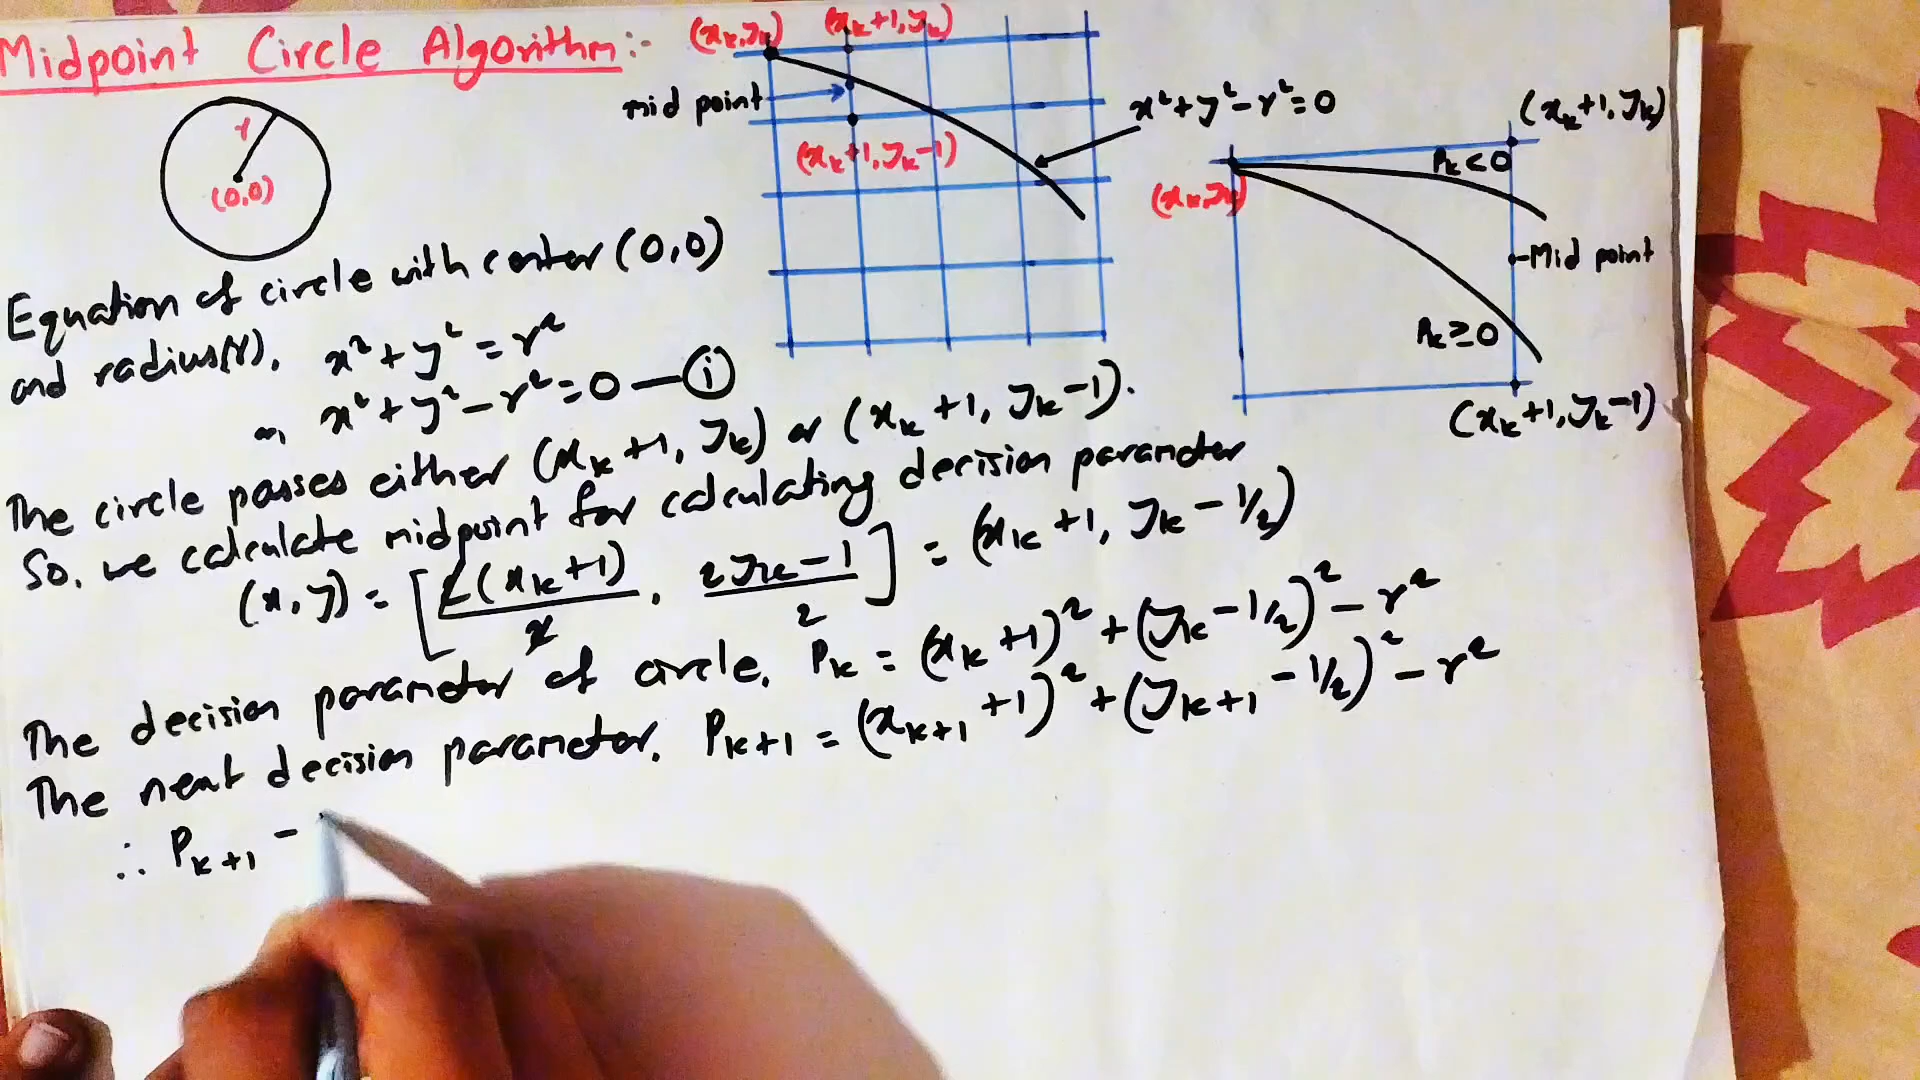 Midpoint Circle Algorithm:-
r
(0,0)
(xₖ,yₖ)
(xₖ+1,yₖ)
mid point
(xₖ+1,yₖ-1)
x²+y²-r²=0
(xₖ+1,yₖ)
Pₖ<0
(xₖ,yₖ)
Mid point
Pₖ≥0
(xₖ+1,yₖ-1)
Equation of circle with center (0,0)
and radius(r), x²+y²=r²
or, x²+y²-r²=0 — ⓘ
The circle passes either (xₖ+1, yₖ) or (xₖ+1, yₖ-1).
So, we calculate midpoint for calculating decision parameter
(x,y) = [2(xₖ+1)/2, 2yₖ-1/2] = (xₖ+1, yₖ-1/2)
The decision parameter of circle, Pₖ = (xₖ+1)²+(yₖ-1/2)²-r²
The next decision parameter, Pₖ₊₁ = (xₖ₊₁+1)²+(yₖ₊₁-1/2)²-r²
∴ Pₖ₊₁ -